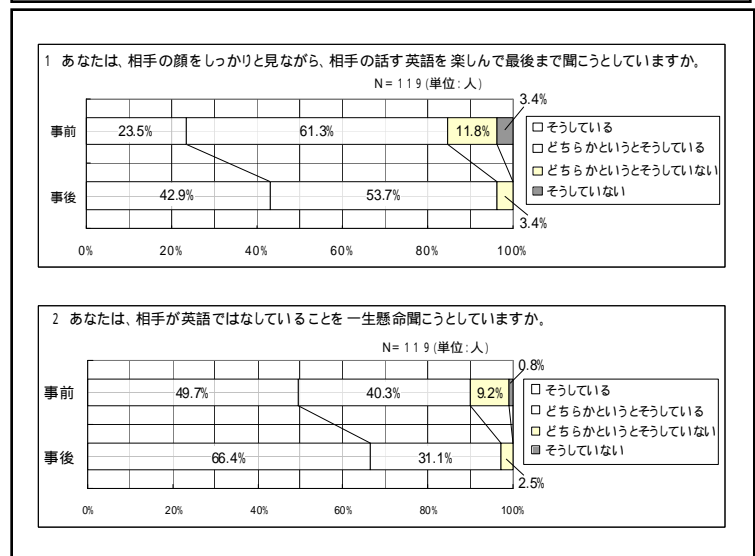 1 あなたは、相手の顔をしっかりと見ながら、相手の話す英語を楽しんで最後まで聞こうとしていますか。
N=119(単位:人)
3.4%
事前 23.5% 61.3% 11.8%
□そうしている
□どちらかというとそうしている
□どちらかというとそうしていない
■そうしていない
事後 42.9% 53.7%
3.4%
0% 20% 40% 60% 80% 100%
2 あなたは、相手が英語ではなしていることを一生懸命聞こうとしていますか。
N=119(単位:人)
0.8%
事前 49.7% 40.3% 9.2%
□そうしている
□どちらかというとそうしている
□どちらかというとそうしていない
■そうしていない
事後 66.4% 31.1%
2.5%
0% 20% 40% 60% 80% 100%